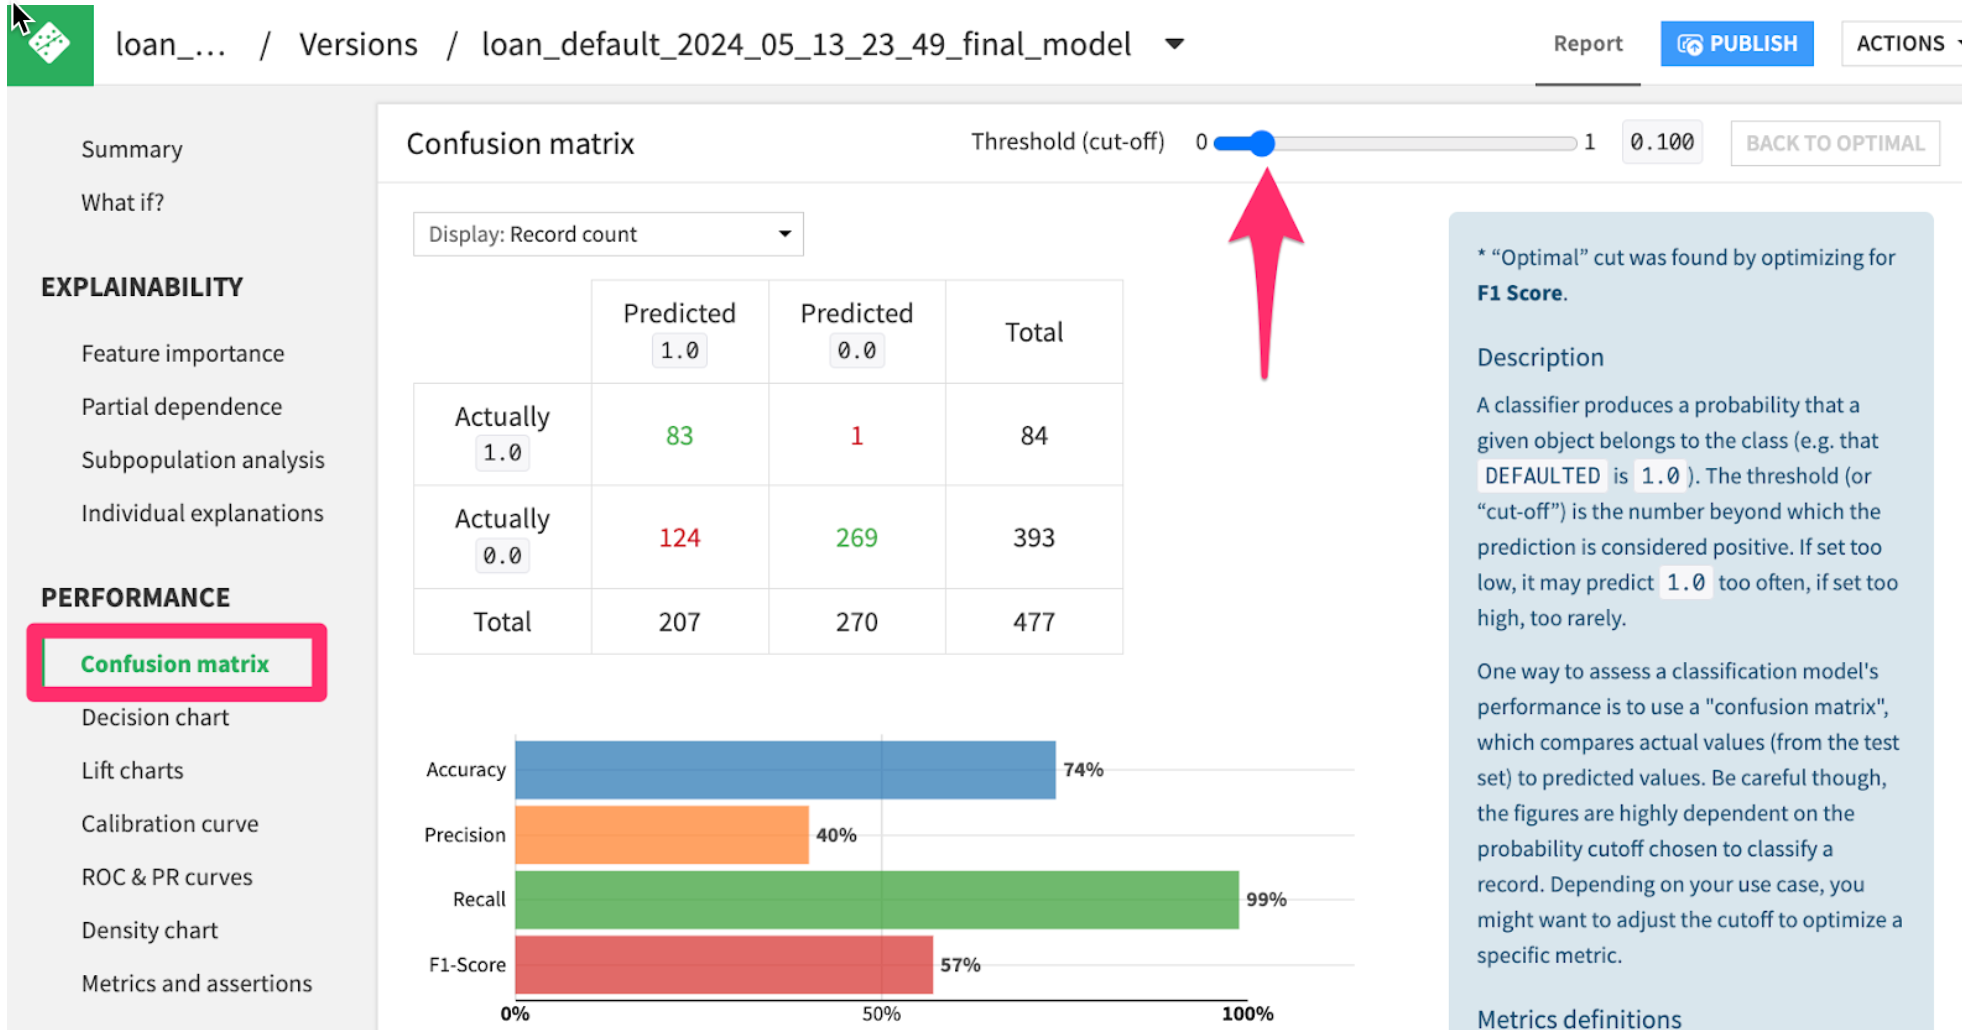 loan_... / Versions / loan_default_2024_05_13_23_49_final_model
Report
PUBLISH
ACTIONS
Summary
What if?
EXPLAINABILITY
Feature importance
Partial dependence
Subpopulation analysis
Individual explanations
PERFORMANCE
Confusion matrix
Decision chart
Lift charts
Calibration curve
ROC & PR curves
Density chart
Metrics and assertions
Confusion matrix
Threshold (cut-off) 0 1 0.100
BACK TO OPTIMAL
Display: Record count
Predicted 1.0 Predicted 0.0 Total
Actually 1.0 83 1 84
Actually 0.0 124 269 393
Total 207 270 477
Accuracy 74%
Precision 40%
Recall 99%
F1-Score 57%
0% 50% 100%
* “Optimal” cut was found by optimizing for
F1 Score.
Description
A classifier produces a probability that a
given object belongs to the class (e.g. that
DEFAULTED is 1.0 ). The threshold (or
“cut-off”) is the number beyond which the
prediction is considered positive. If set too
low, it may predict 1.0 too often, if set too
high, too rarely.
One way to assess a classification model's
performance is to use a "confusion matrix",
which compares actual values (from the test
set) to predicted values. Be careful though,
the figures are highly dependent on the
probability cutoff chosen to classify a
record. Depending on your use case, you
might want to adjust the cutoff to optimize a
specific metric.
Metrics definitions